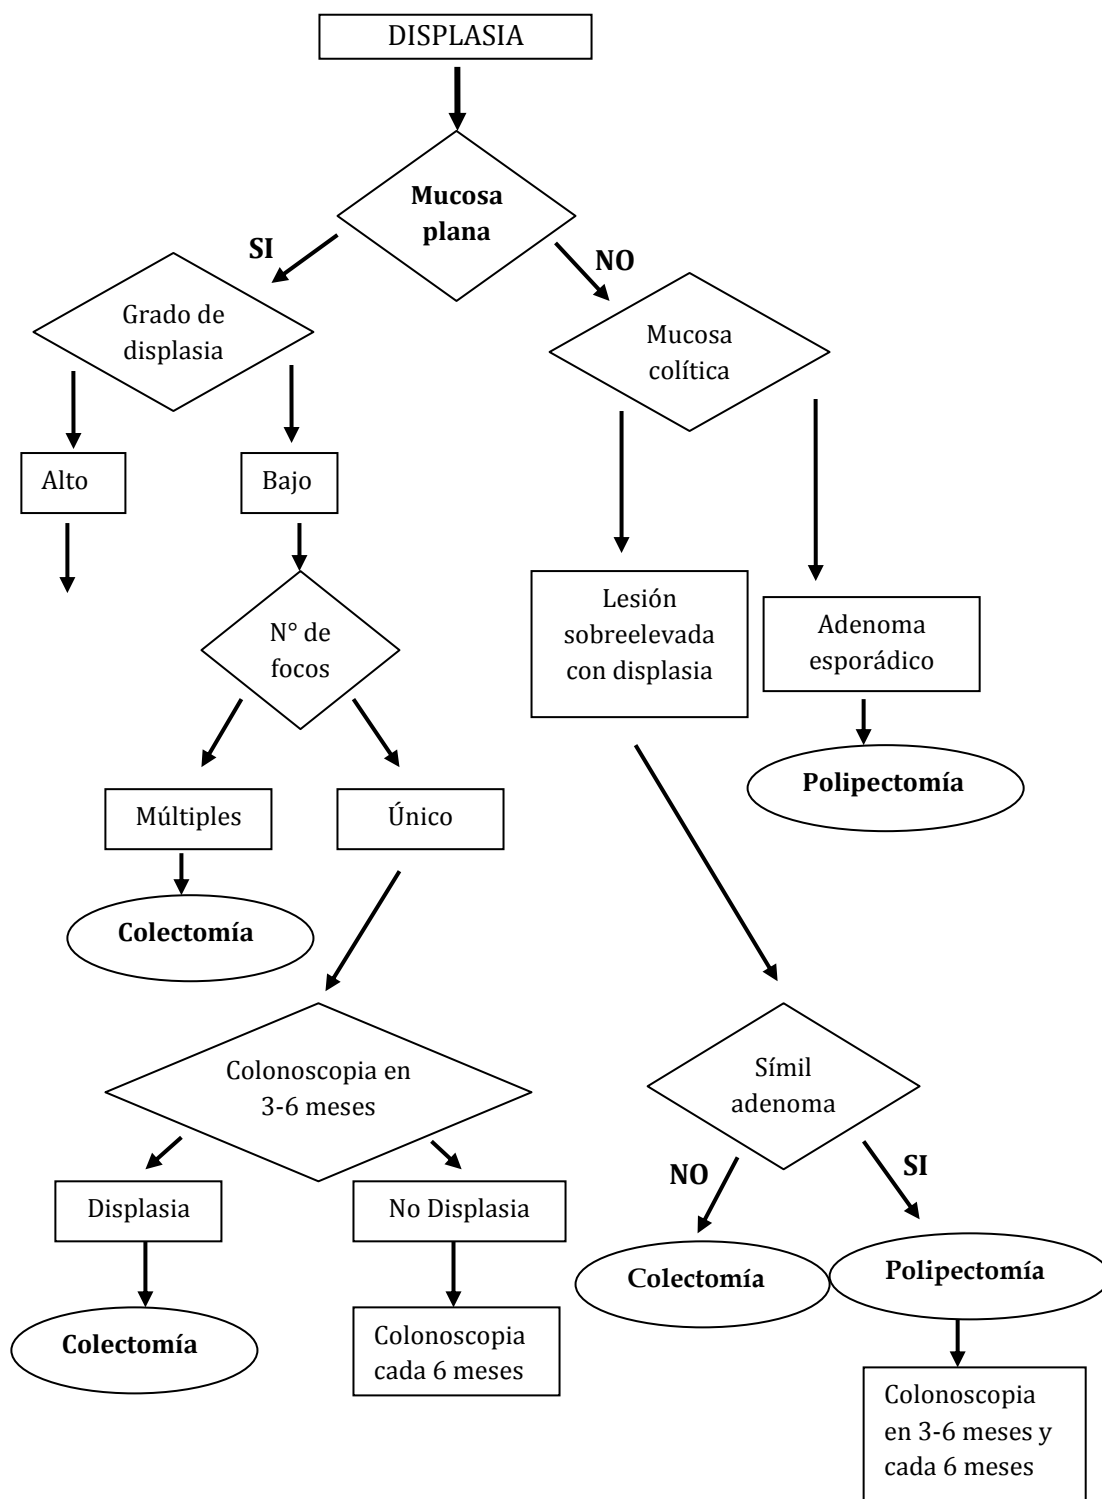 DISPLASIA
Mucosa
plana
SI
NO
Grado de
displasia
Mucosa
colítica
Alto
Bajo
N° de
focos
Lesión
sobreelevada
con displasia
Adenoma
esporádico
Polipectomía
Múltiples
Único
Colectomía
Colonoscopia en
3-6 meses
Símil
adenoma
NO
SI
Displasia
No Displasia
Colectomía
Polipectomía
Colectomía
Colonoscopia
cada 6 meses
Colonoscopia
en 3-6 meses y
cada 6 meses